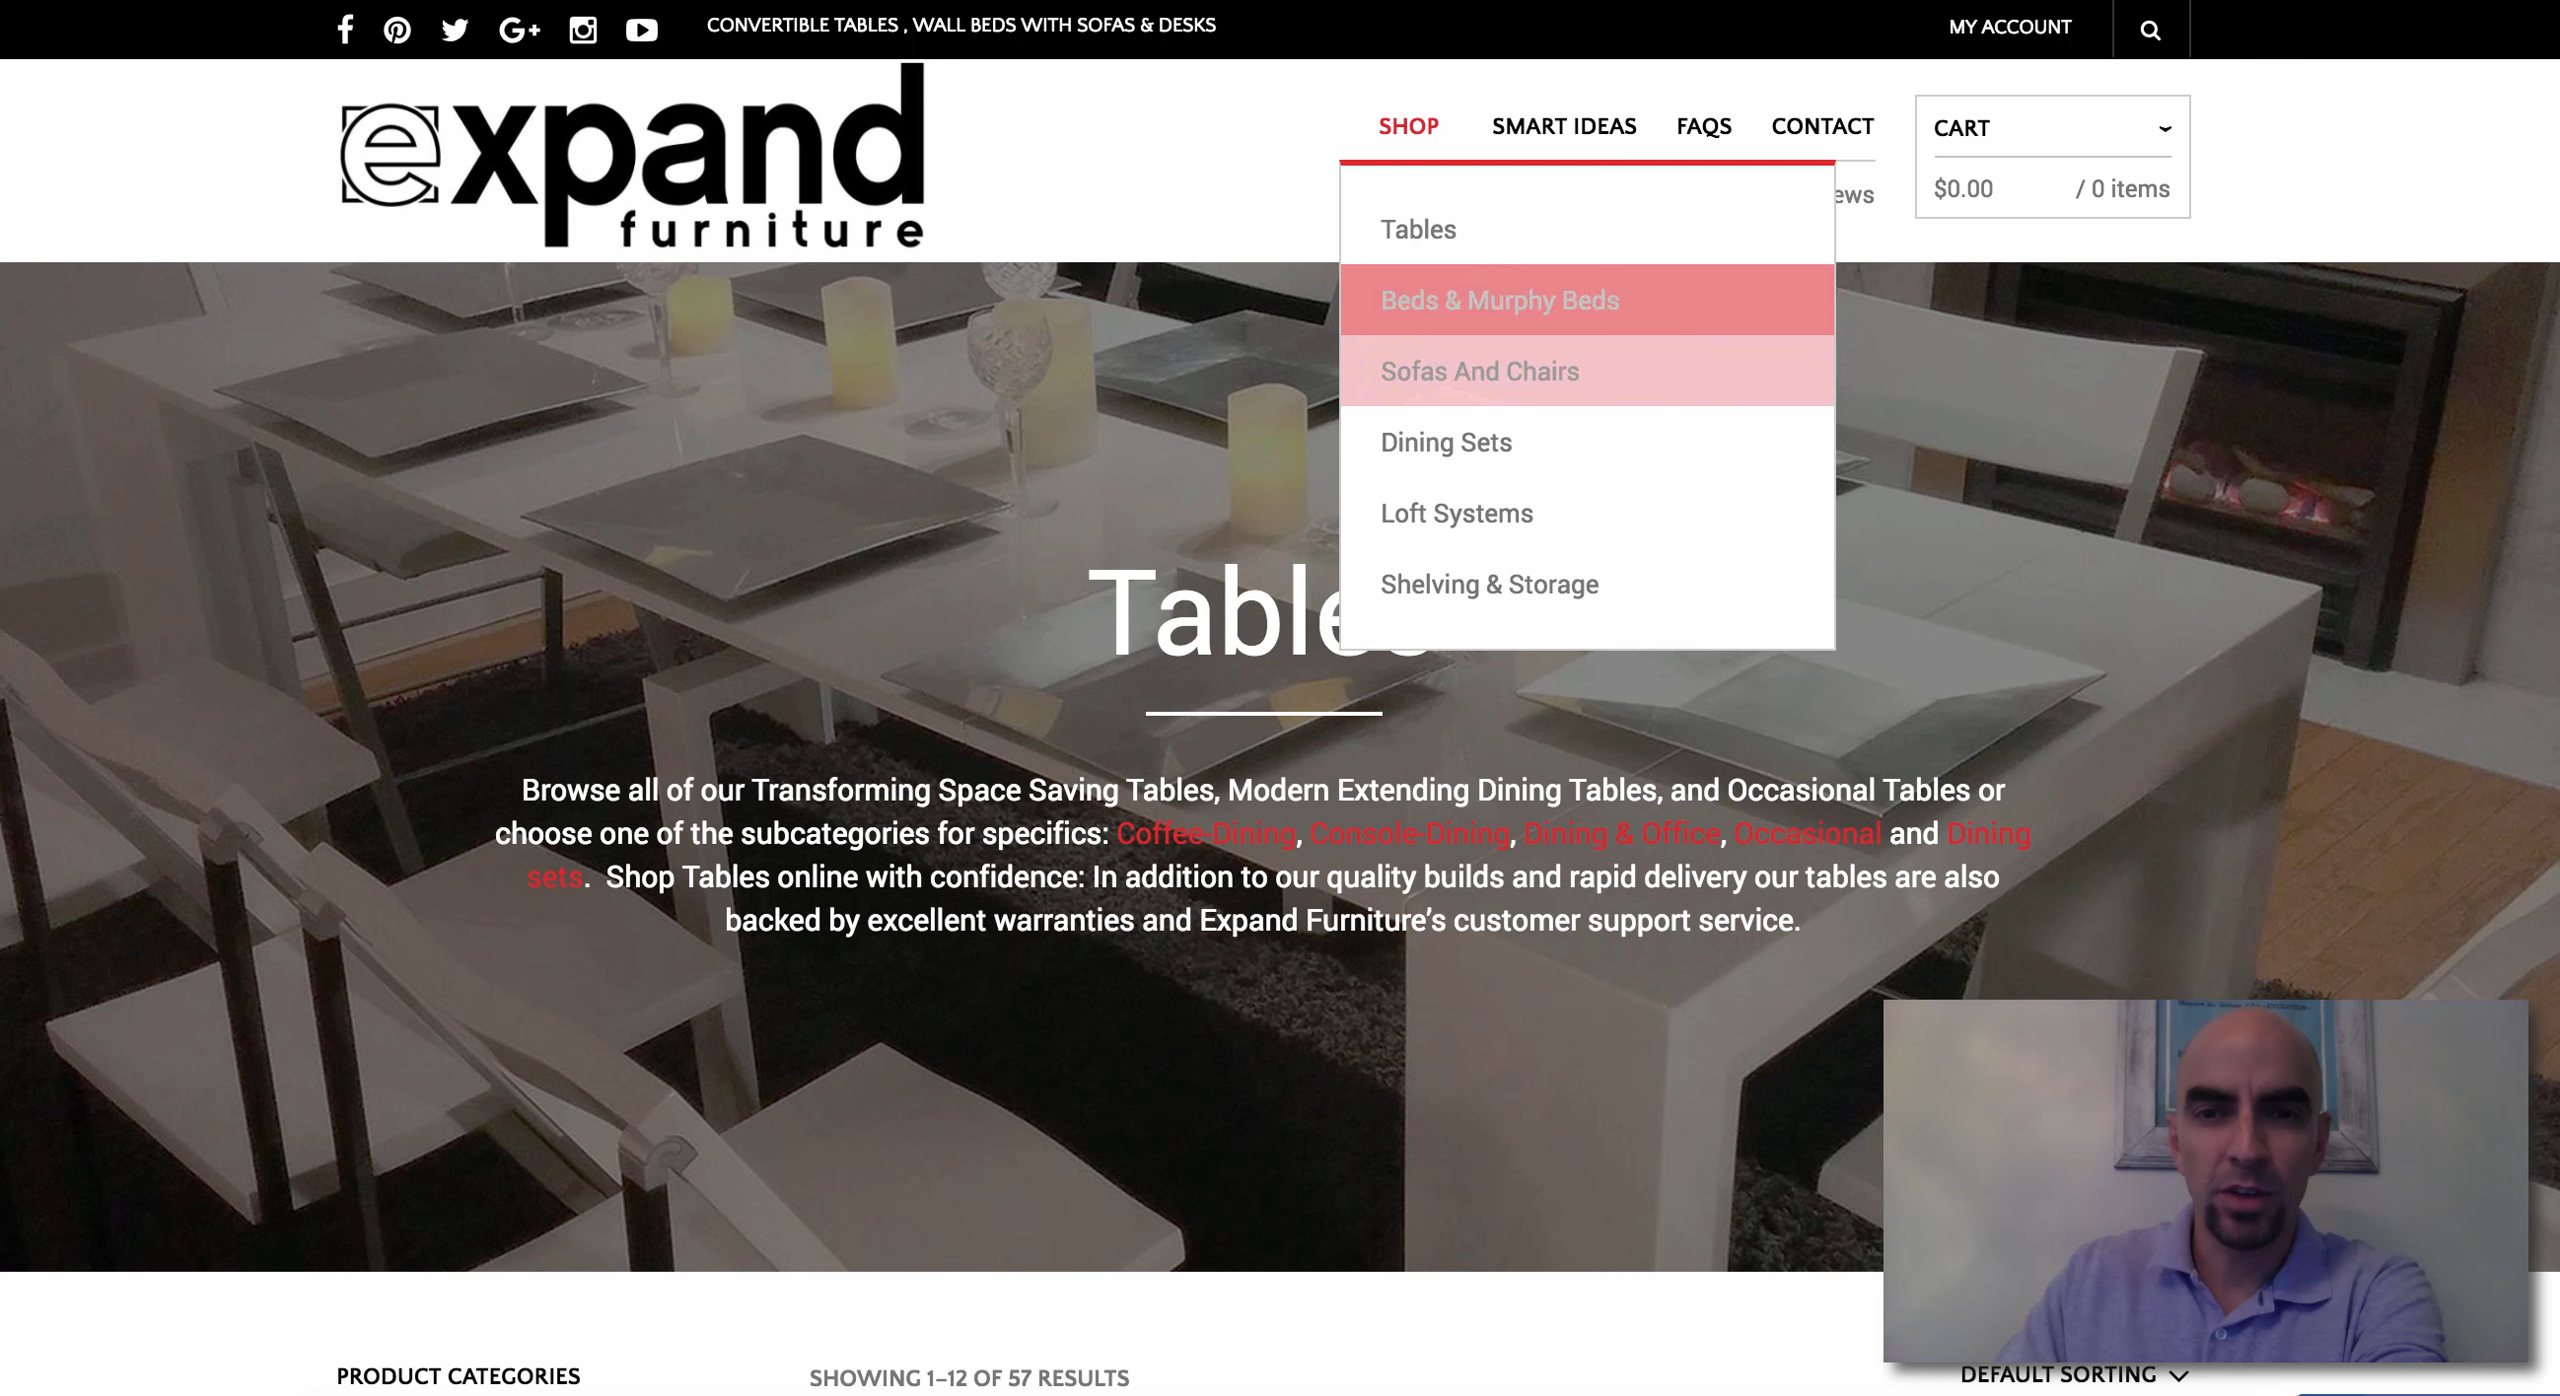 CONVERTIBLE TABLES , WALL BEDS WITH SOFAS & DESKS
MY ACCOUNT
expand
furniture
SHOP
SMART IDEAS
FAQS
CONTACT
CART
$0.00
/ 0 items
ews
Tables
Beds & Murphy Beds
Sofas And Chairs
Dining Sets
Loft Systems
Shelving & Storage
Table
Browse all of our Transforming Space Saving Tables, Modern Extending Dining Tables, and Occasional Tables or
choose one of the subcategories for specifics: Coffee-Dining, Console-Dining, Dining & Office, Occasional and Dining
sets. Shop Tables online with confidence: In addition to our quality builds and rapid delivery our tables are also
backed by excellent warranties and Expand Furniture's customer support service.
PRODUCT CATEGORIES
SHOWING 1–12 OF 57 RESULTS
DEFAULT SORTING